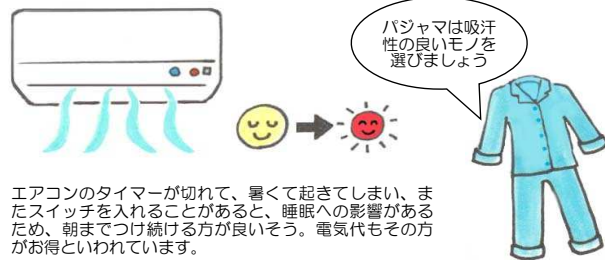 パジャマは吸汗
性の良いモノを
選びましょう
エアコンのタイマーが切れて、暑くて起きてしまい、ま
たスイッチを入れることがあると、睡眠への影響がある
ため、朝までつけ続ける方が良いそう。電気代もその方
がお得といわれています。